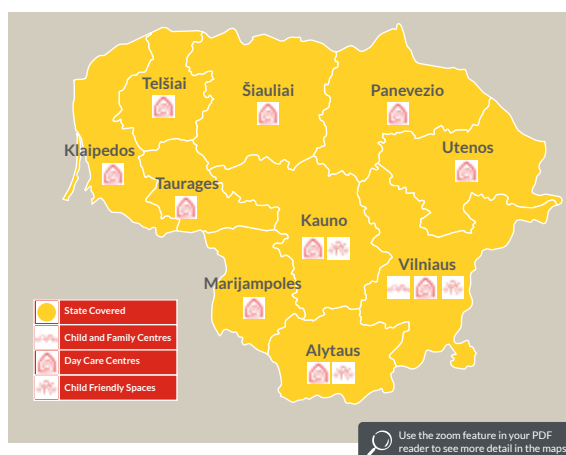 Telšiai
Šiauliai
Panevezio
Klaipedos
Utenos
Taurages
Kauno
Vilniaus
Marijampoles
Alytaus
State Covered
Child and Family Centres
Day Care Centres
Child Friendly Spaces
Use the zoom feature in your PDF
reader to see more detail in the maps